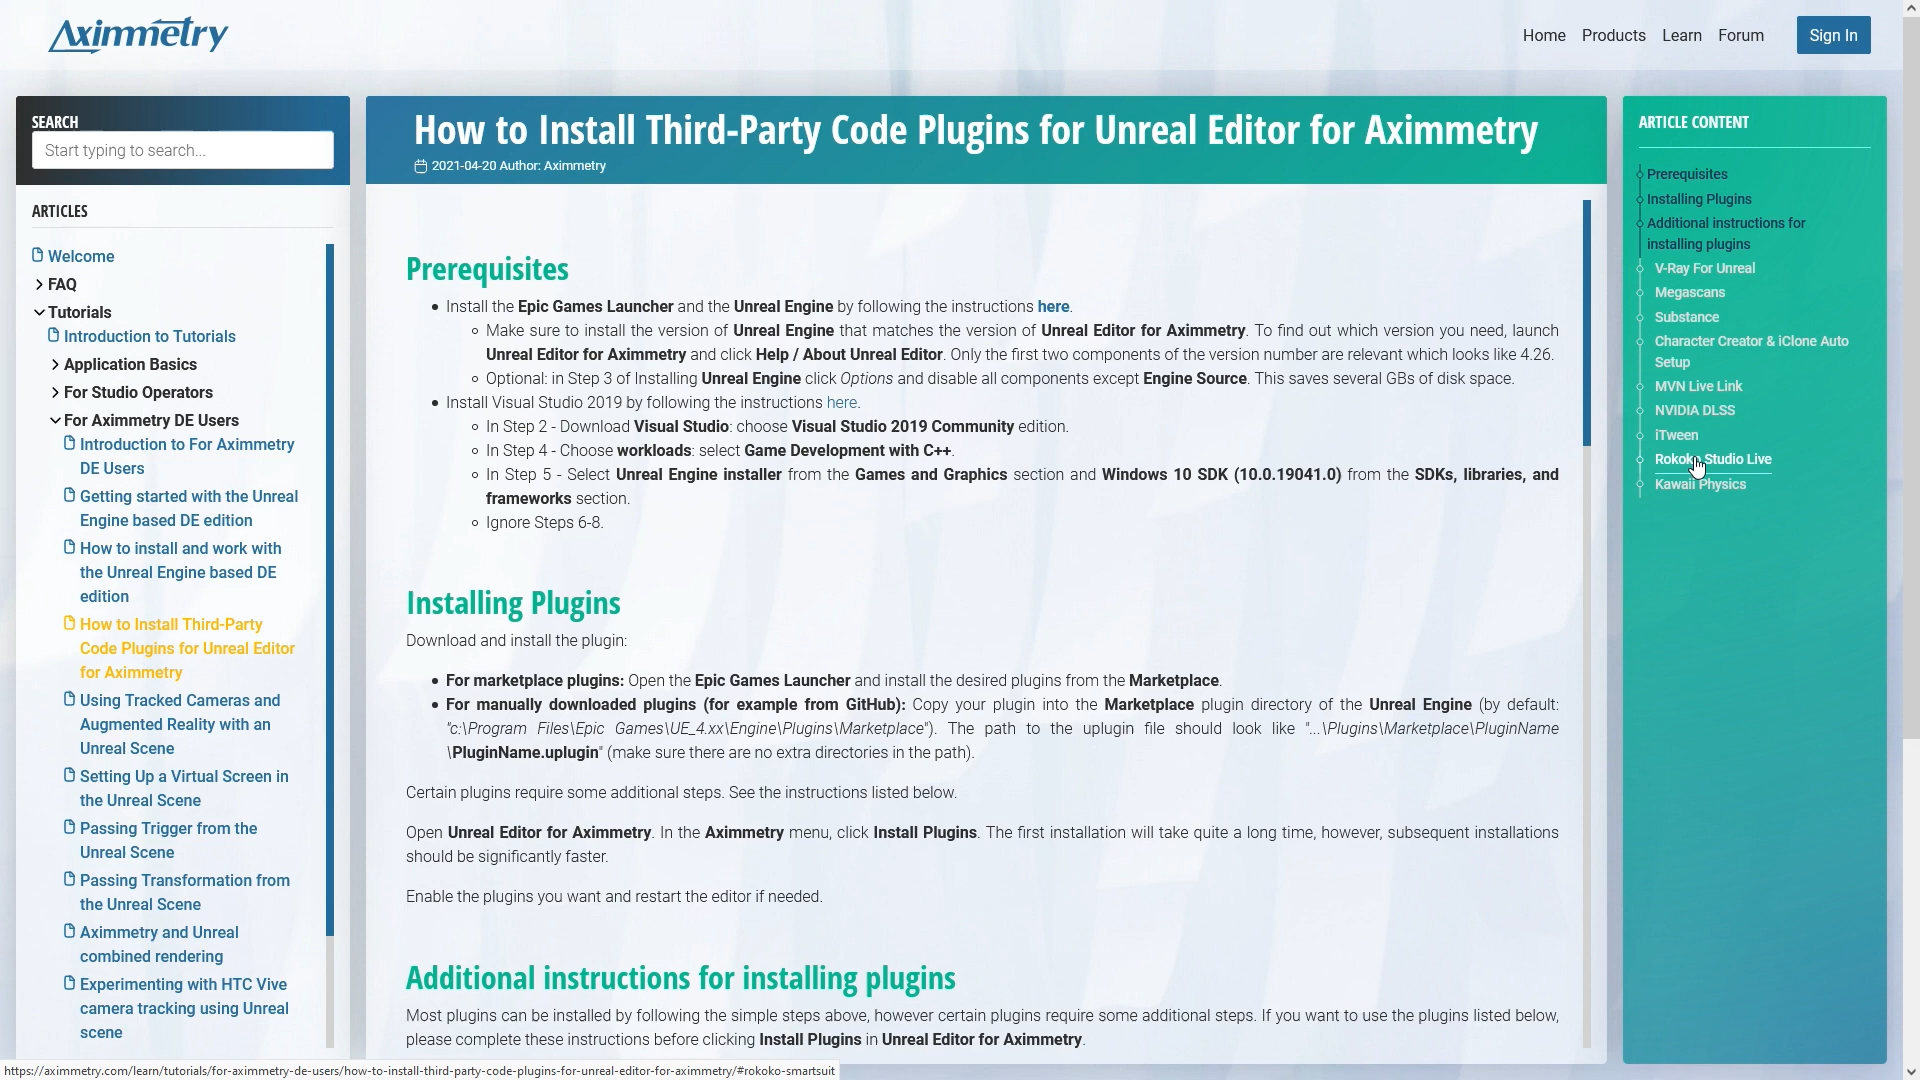 Aximmetry
Home Products Learn Forum Sign In
SEARCH
Start typing to search...
ARTICLES
Welcome
FAQ
Tutorials
Introduction to Tutorials
Application Basics
For Studio Operators
For Aximmetry DE Users
Introduction to For Aximmetry
DE Users
Getting started with the Unreal
Engine based DE edition
How to install and work with
the Unreal Engine based DE
edition
How to Install Third-Party
Code Plugins for Unreal Editor
for Aximmetry
Using Tracked Cameras and
Augmented Reality with an
Unreal Scene
Setting Up a Virtual Screen in
the Unreal Scene
Passing Trigger from the
Unreal Scene
Passing Transformation from
the Unreal Scene
Aximmetry and Unreal
combined rendering
Experimenting with HTC Vive
camera tracking using Unreal
scene
How to Install Third-Party Code Plugins for Unreal Editor for Aximmetry
2021-04-20 Author: Aximmetry
Prerequisites
Install the Epic Games Launcher and the Unreal Engine by following the instructions here.
Make sure to install the version of Unreal Engine that matches the version of Unreal Editor for Aximmetry. To find out which version you need, launch
Unreal Editor for Aximmetry and click Help / About Unreal Editor. Only the first two components of the version number are relevant which looks like 4.26.
Optional: in Step 3 of Installing Unreal Engine click Options and disable all components except Engine Source. This saves several GBs of disk space.
Install Visual Studio 2019 by following the instructions here.
In Step 2 - Download Visual Studio: choose Visual Studio 2019 Community edition.
In Step 4 - Choose workloads: select Game Development with C++.
In Step 5 - Select Unreal Engine installer from the Games and Graphics section and Windows 10 SDK (10.0.19041.0) from the SDKs, libraries, and
frameworks section.
Ignore Steps 6-8.
Installing Plugins
Download and install the plugin:
For marketplace plugins: Open the Epic Games Launcher and install the desired plugins from the Marketplace.
For manually downloaded plugins (for example from GitHub): Copy your plugin into the Marketplace plugin directory of the Unreal Engine (by default:
"c:\Program Files\Epic Games\UE_4.xx\Engine\Plugins\Marketplace"). The path to the uplugin file should look like "...\Plugins\Marketplace\PluginName
\PluginName.uplugin" (make sure there are no extra directories in the path).
Certain plugins require some additional steps. See the instructions listed below.
Open Unreal Editor for Aximmetry. In the Aximmetry menu, click Install Plugins. The first installation will take quite a long time, however, subsequent installations
should be significantly faster.
Enable the plugins you want and restart the editor if needed.
Additional instructions for installing plugins
Most plugins can be installed by following the simple steps above, however certain plugins require some additional steps. If you want to use the plugins listed below,
please complete these instructions before clicking Install Plugins in Unreal Editor for Aximmetry.
ARTICLE CONTENT
Prerequisites
Installing Plugins
Additional instructions for
installing plugins
V-Ray For Unreal
Megascans
Substance
Character Creator & iClone Auto
Setup
MVN Live Link
NVIDIA DLSS
iTween
Rokoko Studio Live
Kawaii Physics
https://aximmetry.com/learn/tutorials/for-aximmetry-de-users/how-to-install-third-party-code-plugins-for-unreal-editor-for-aximmetry/#rokoko-smartsuit